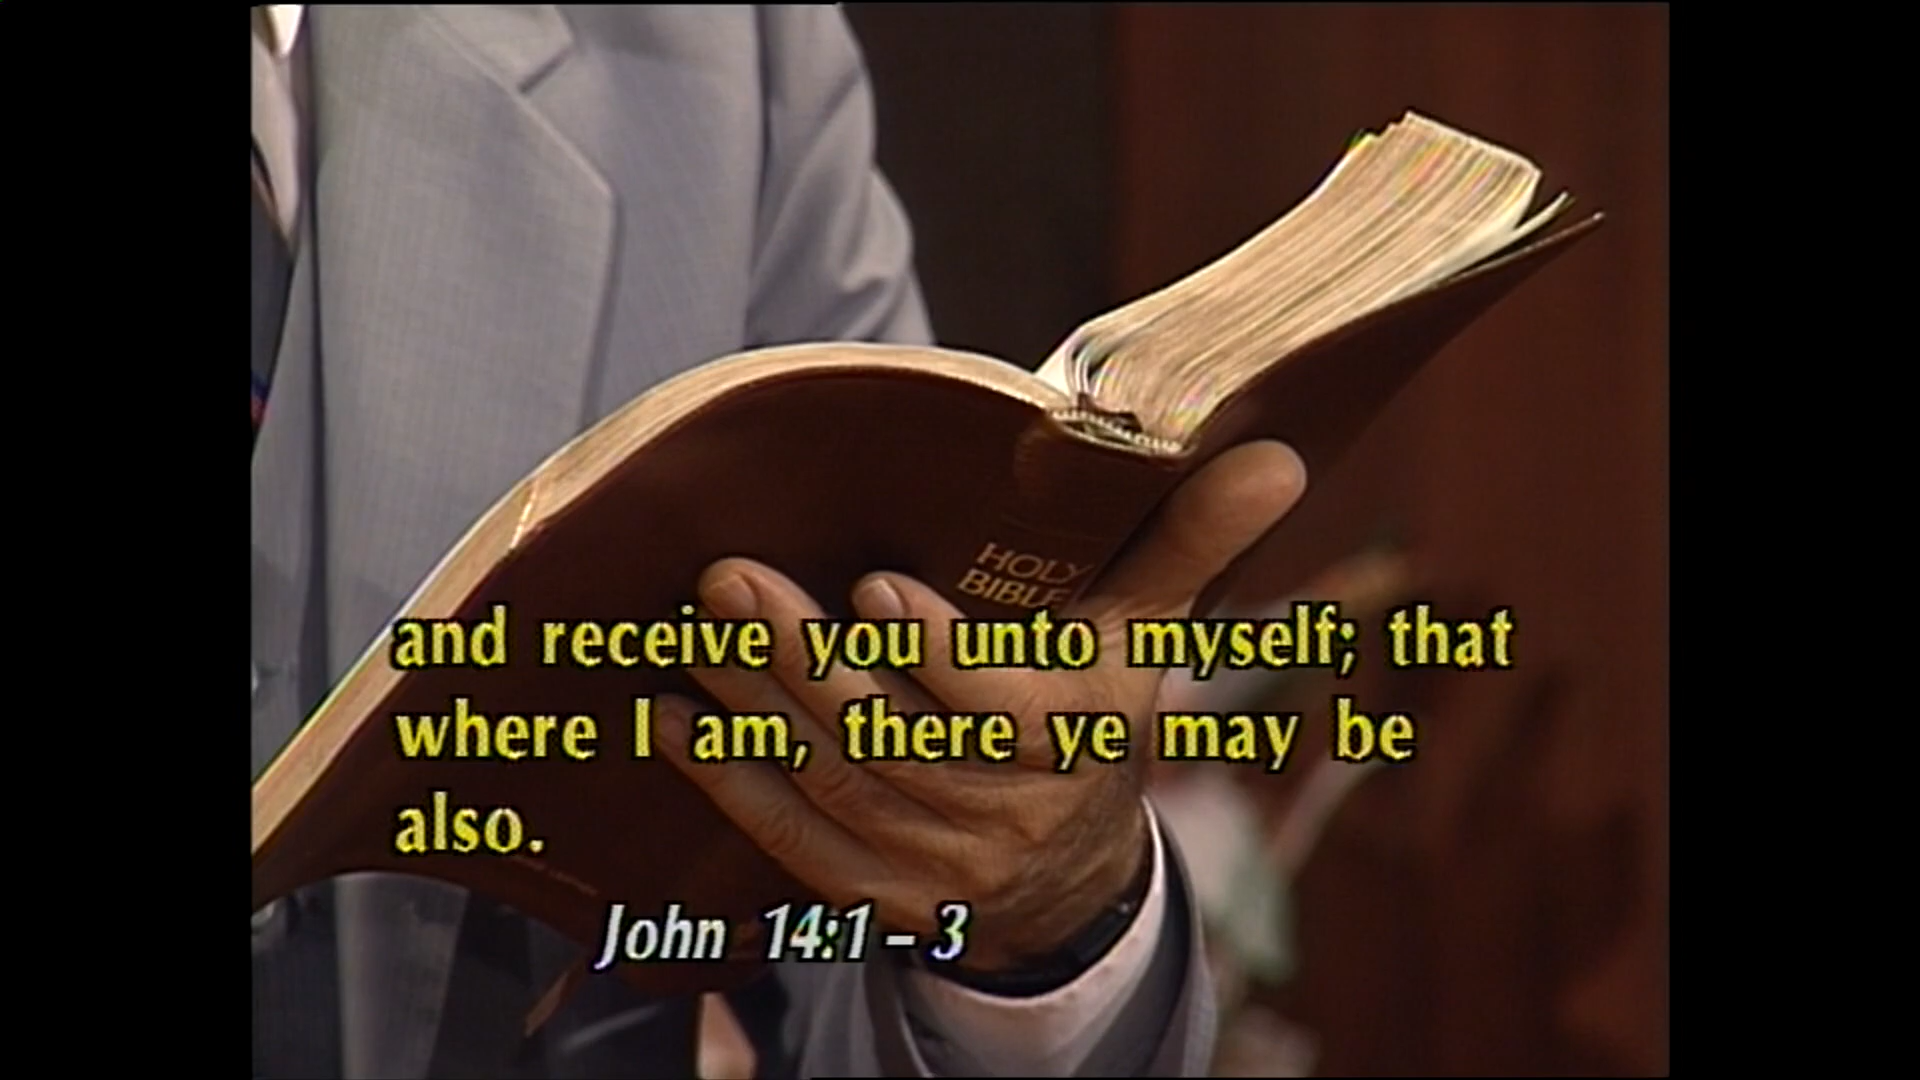 HOLY
BIBLE
and receive you unto myself; that
where I am, there ye may be
also.
John 14:1 – 3